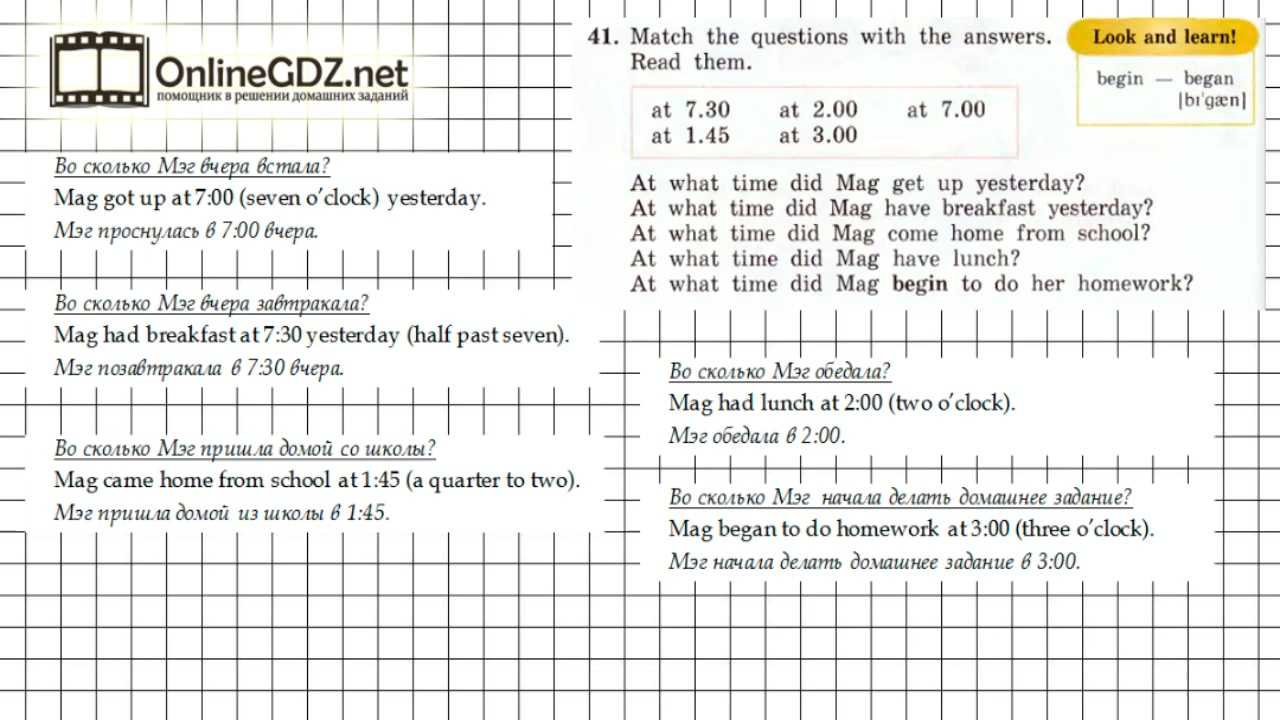 OnlineGDZ.net
помощник в решении домашних заданий
41. Match the questions with the answers.
Read them.
Look and learn!
begin — began
[bɪˈgæn]
at 7.30 at 2.00 at 7.00
at 1.45 at 3.00
At what time did Mag get up yesterday?
At what time did Mag have breakfast yesterday?
At what time did Mag come home from school?
At what time did Mag have lunch?
At what time did Mag begin to do her homework?
Во сколько Мэг вчера встала?
Mag got up at 7:00 (seven o’clock) yesterday.
Мэг проснулась в 7:00 вчера.
Во сколько Мэг вчера завтракала?
Mag had breakfast at 7:30 yesterday (half past seven).
Мэг позавтракала в 7:30 вчера.
Во сколько Мэг пришла домой со школы?
Mag came home from school at 1:45 (a quarter to two).
Мэг пришла домой из школы в 1:45.
Во сколько Мэг обедала?
Mag had lunch at 2:00 (two o’clock).
Мэг обедала в 2:00.
Во сколько Мэг начала делать домашнее задание?
Mag began to do homework at 3:00 (three o’clock).
Мэг начала делать домашнее задание в 3:00.